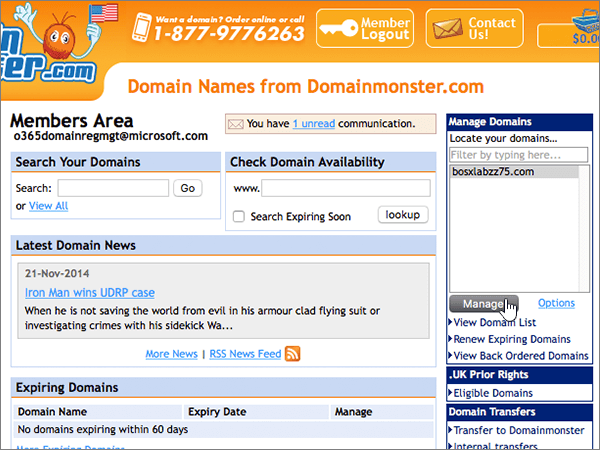 Want a domain? Order online or call
1-877-9776263
Member
Logout
Contact
Us!
$0.0
ster.com
Domain Names from Domainmonster.com
Members Area
o365domainregmgt@microsoft.com
You have 1 unread communication.
Search Your Domains
Search:
Go
or View All
Check Domain Availability
www.
Search Expiring Soon
lookup
Latest Domain News
21-Nov-2014
Iron Man wins UDRP case
When he is not saving the world from evil in his armour clad flying suit or
investigating crimes with his sidekick Wa...
More News | RSS News Feed
Expiring Domains
Domain Name Expiry Date Manage
No domains expiring within 60 days
More Expiring Domains
Manage Domains
Locate your domains...
Filter by typing here...
bosxlabzz75.com
Manage
Options
View Domain List
Renew Expiring Domains
View Back Ordered Domains
.UK Prior Rights
Eligible Domains
Domain Transfers
Transfer to Domainmonster
Internal transfers